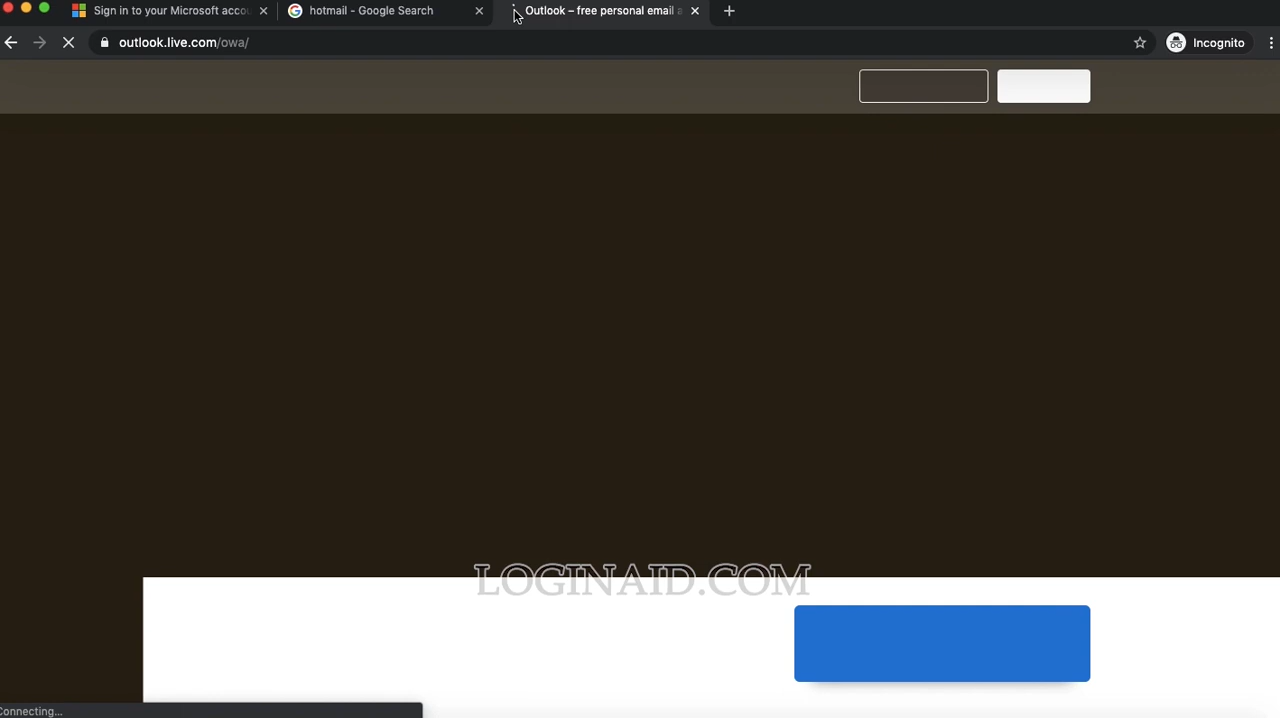 Sign in to your Microsoft accou
hotmail - Google Search
Outlook – free personal email a
outlook.live.com/owa/
Incognito
LOGINAID.COM
Connecting...